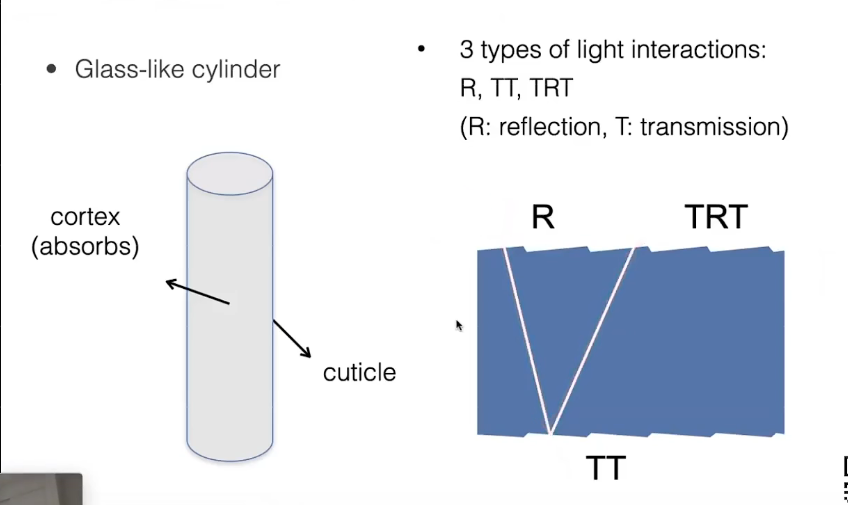 • Glass-like cylinder
• 3 types of light interactions:
R, TT, TRT
(R: reflection, T: transmission)
cortex
(absorbs)
cuticle
R
TRT
TT